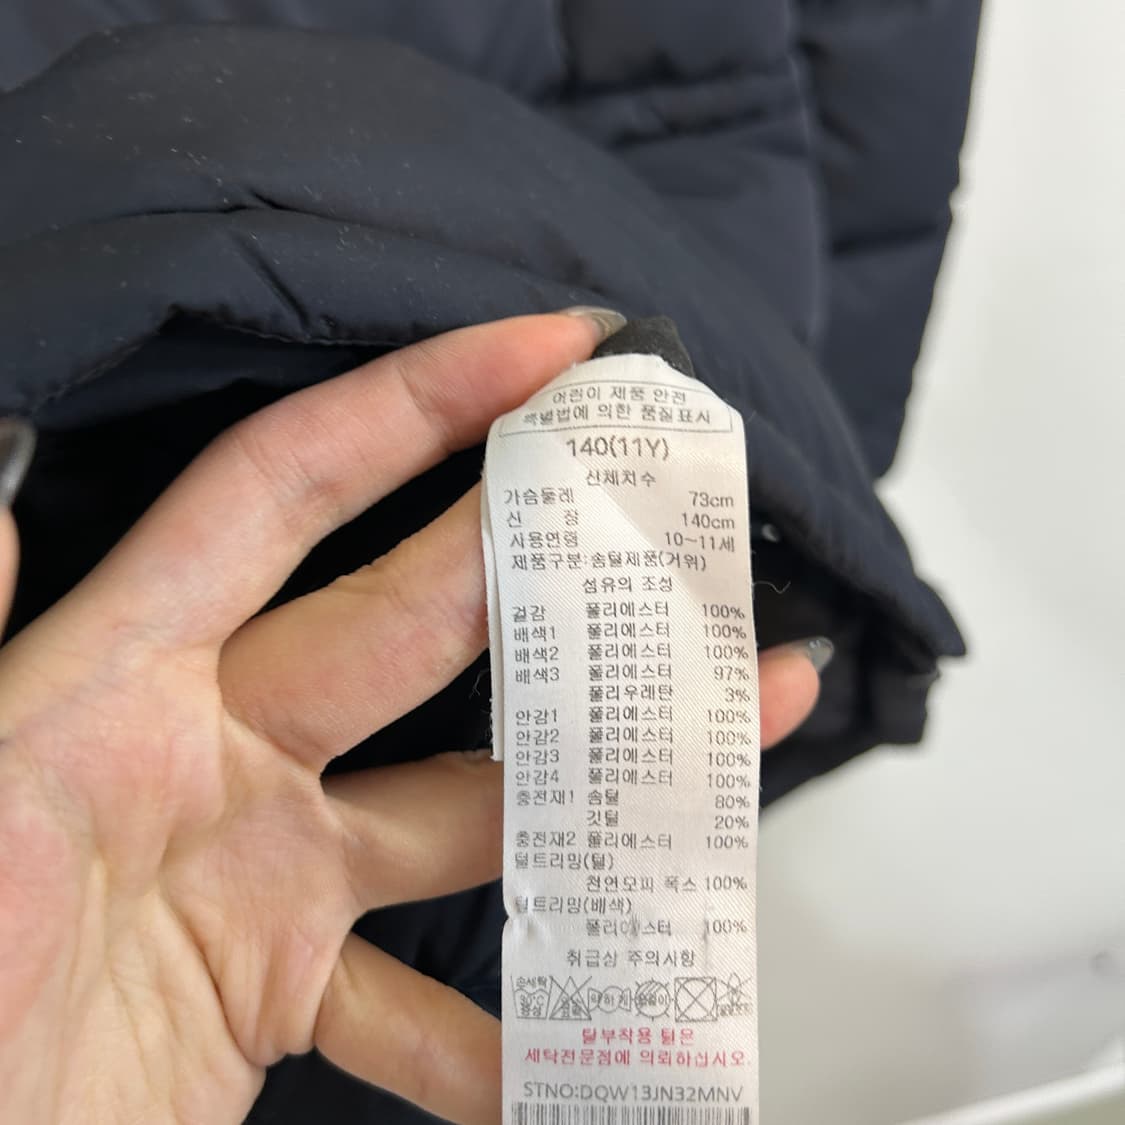 어린이 제품 안전
특별법에 의한 품질표시
140(11Y)
신체치수
가슴둘레 73cm
신 장 140cm
사용연령 10~11세
제품구분:솜털제품(거위)
섬유의 조성
겉감 폴리에스터 100%
배색1 폴리에스터 100%
배색2 폴리에스터 100%
배색3 폴리에스터 97%
폴리우레탄 3%
안감1 폴리에스터 100%
안감2 폴리에스터 100%
안감3 폴리에스터 100%
안감4 폴리에스터 100%
충전재1 솜털 80%
깃털 20%
충전재2 폴리에스터 100%
털트리밍(털)
천연모피 폭스 100%
털트리밍(배색)
폴리에스터 100%
취급상 주의사항
손세탁
약하게
탈부착용 털은
세탁전문점에 의뢰하십시오.
STNO:DQW13JN32MNV